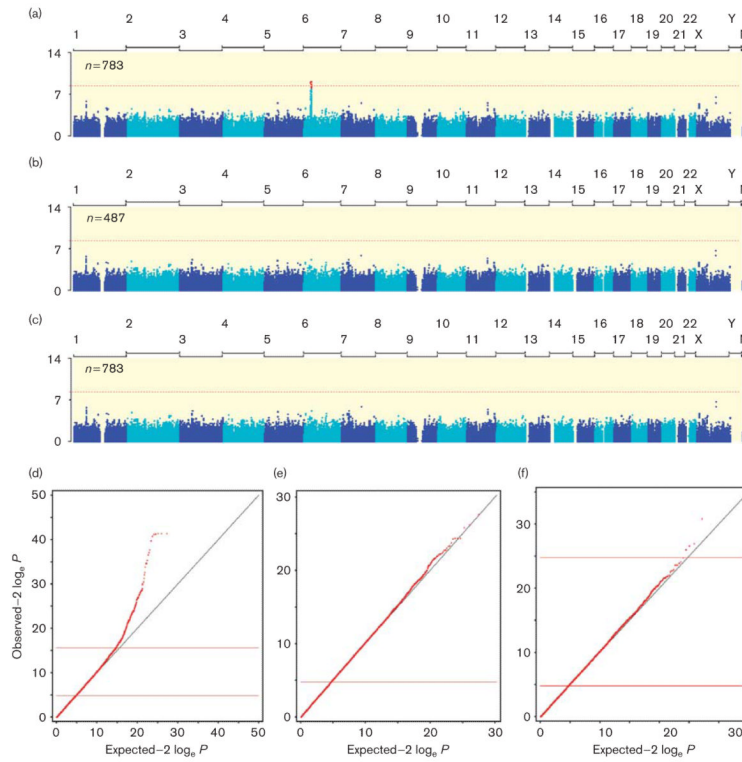 (a)
2 4 6 8 10 12 14 16 18 20 22 Y
1 3 5 7 9 11 13 15 17 19 21 X
14
n=783
7
0
(b)
2 4 6 8 10 12 14 16 18 20 22 Y
1 3 5 7 9 11 13 15 17 19 21 X
14
n=487
7
0
(c)
2 4 6 8 10 12 14 16 18 20 22 Y
1 3 5 7 9 11 13 15 17 19 21 X
14
n=783
7
0
(d) (e) (f)
50
40
30
20
10
0
Observed−2 logₑ P
0 10 20 30 40 50
Expected−2 logₑ P
30
20
10
0
0 10 20 30
Expected−2 logₑ P
30
20
10
0
0 10 20 30
Expected−2 logₑ P